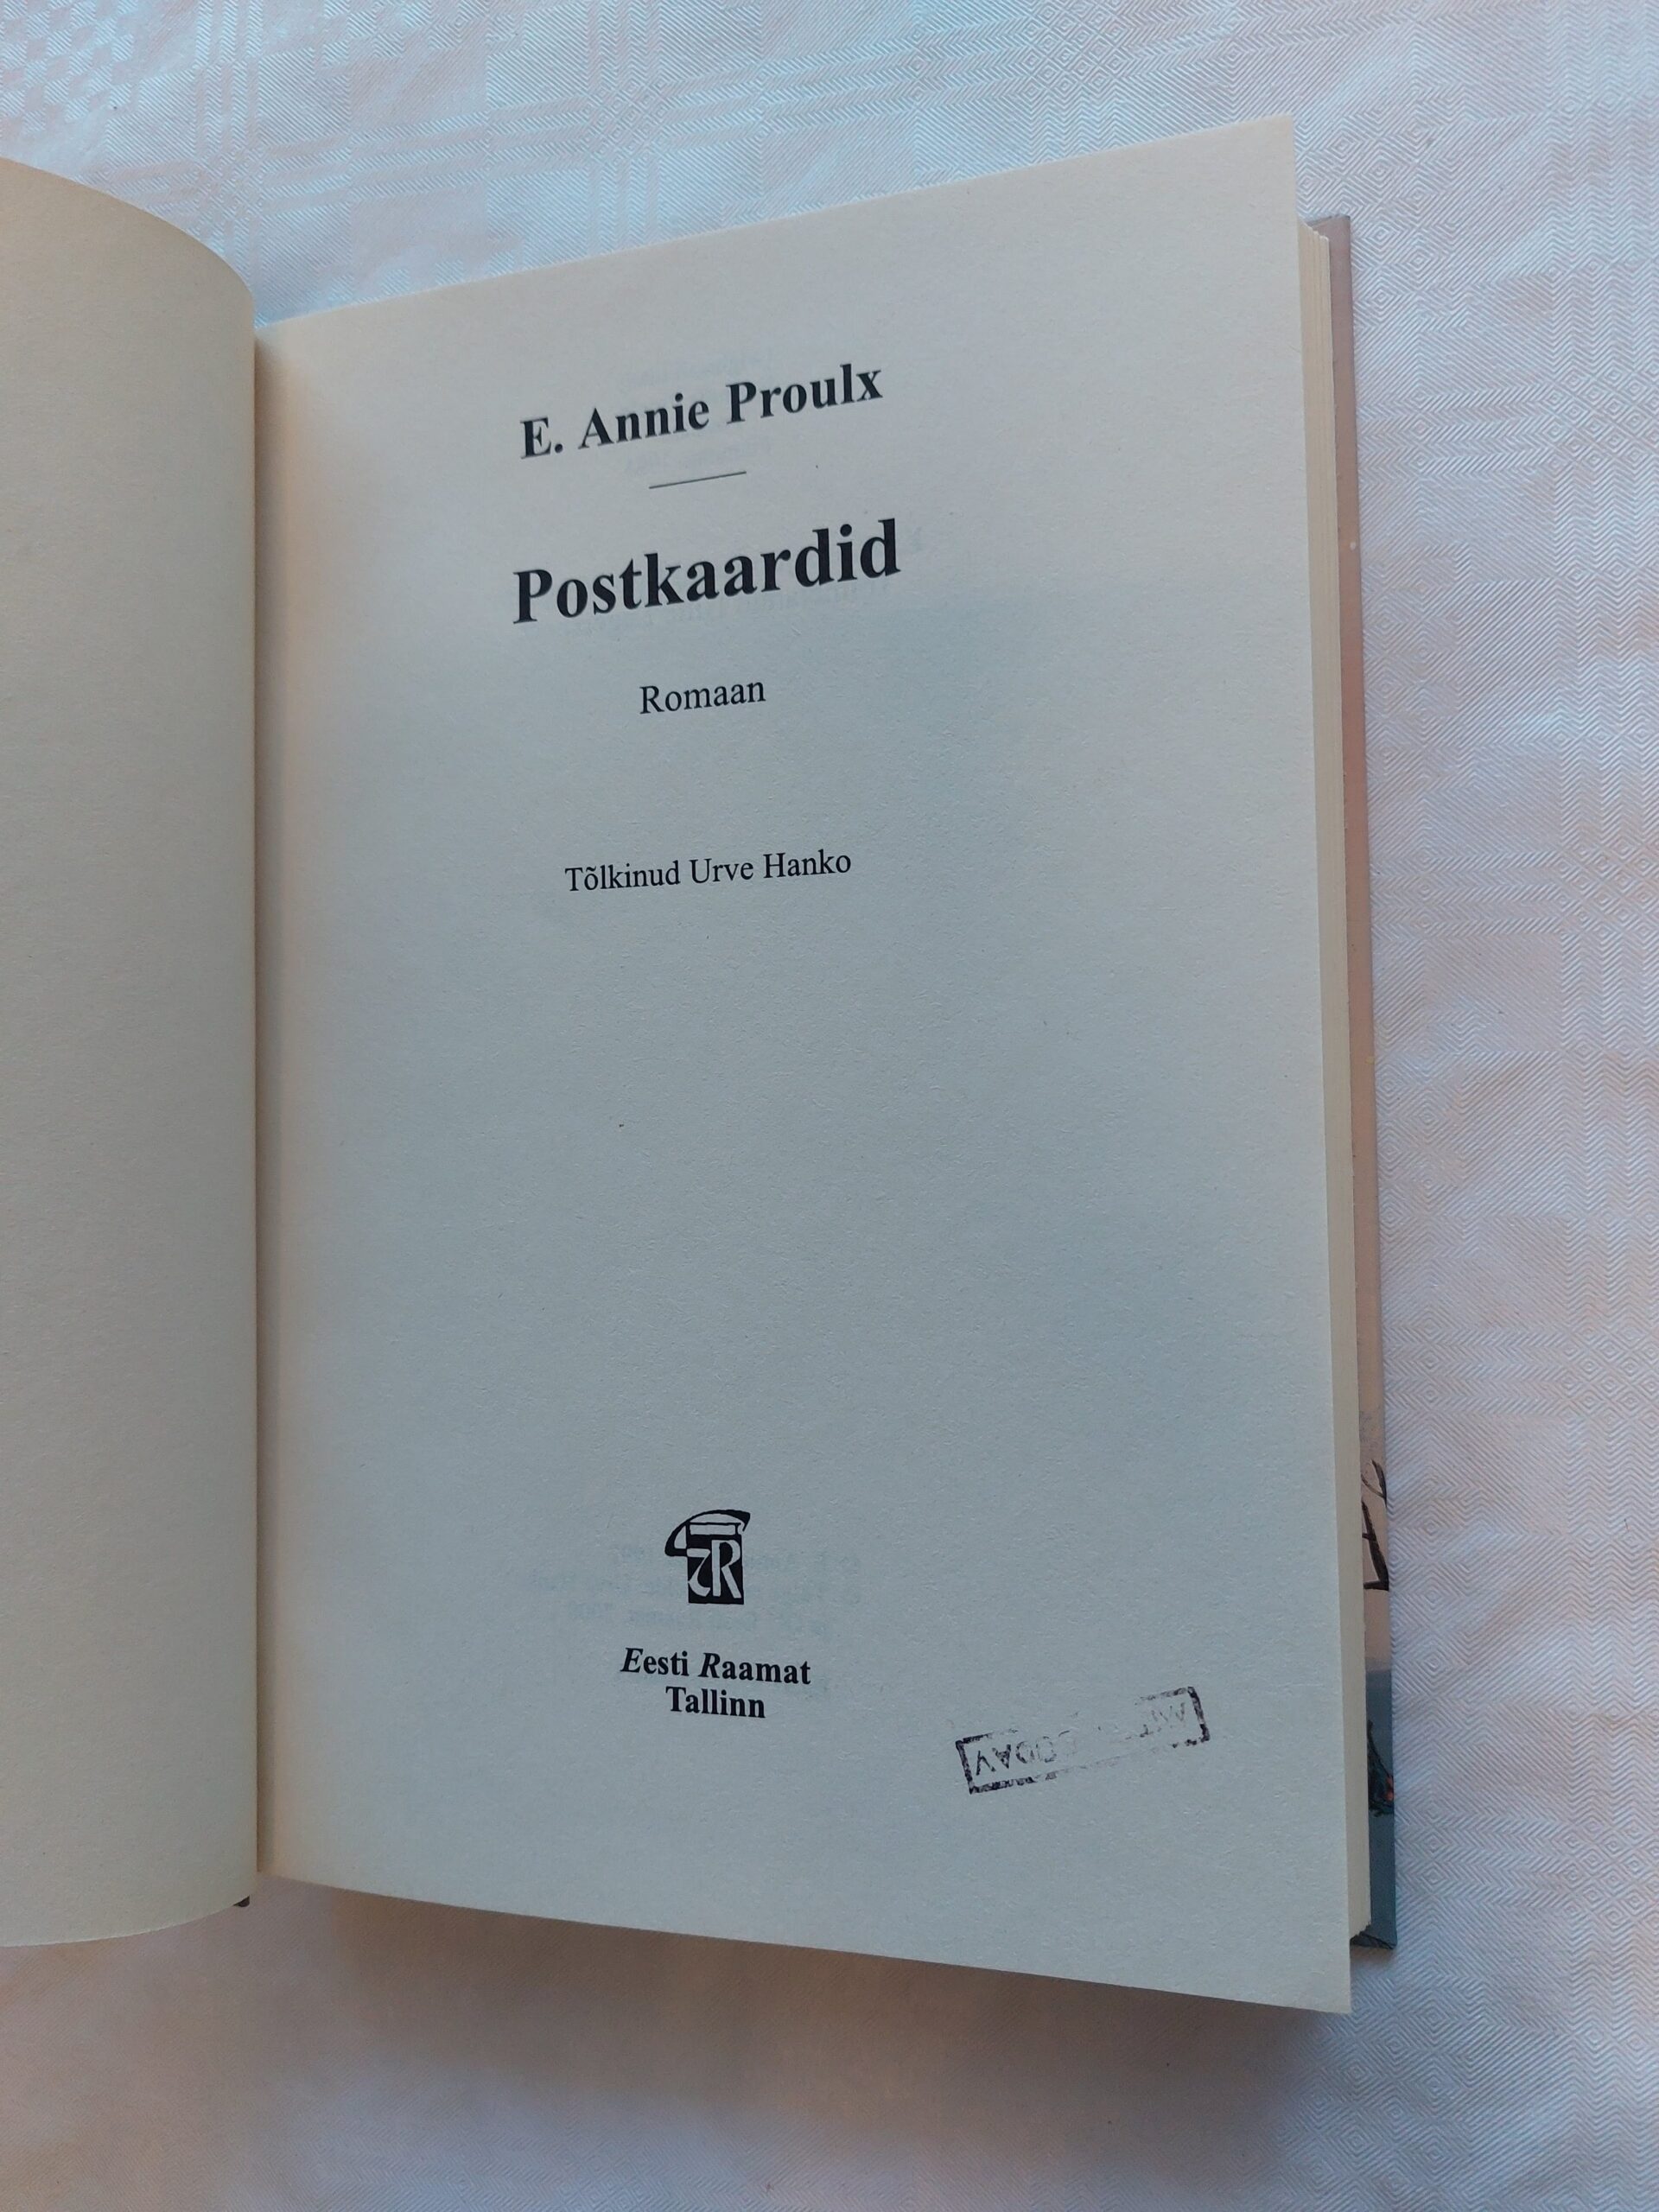 E. Annie Proulx
Postkaardid
Romaan
Tõlkinud Urve Hanko
Eesti Raamat
Tallinn